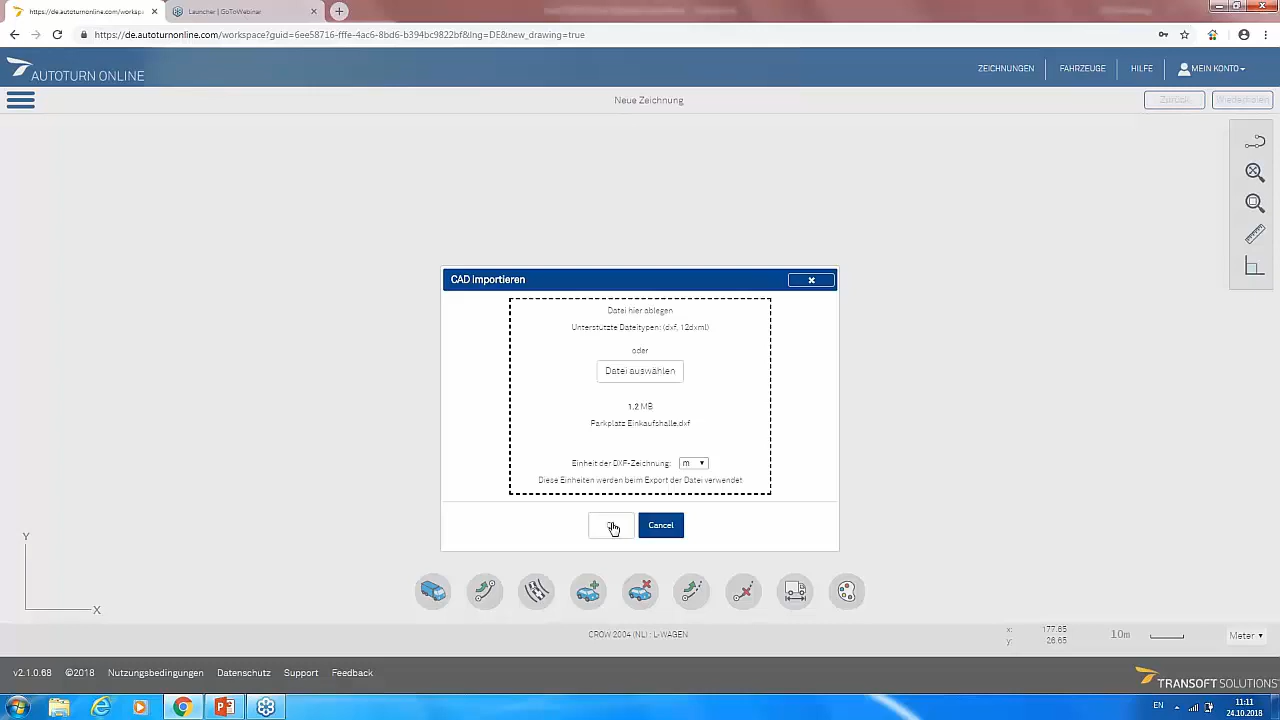 https://de.autoturnonline.com/workspa
Launcher | GoToWebinar
https://de.autoturnonline.com/workspace?guid=6ee58716-fffe-4ac6-8bd6-b394bc9822bf&lng=DE&new_drawing=true
AUTOTURN ONLINE
ZEICHNUNGEN
FAHRZEUGE
HILFE
MEIN KONTO
Neue Zeichnung
Zurück
Wiederholen
CAD importieren
Datei hier ablegen
Unterstützte Dateitypen: (dxf, 12dxml)
oder
Datei auswählen
1.2 MB
Parkplatz Einkaufshalle.dxf
Einheit der DXF-Zeichnung: m
Diese Einheiten werden beim Export der Datei verwendet
Cancel
Y
X
CROW 2004 (NL) : L-WAGEN
x: 177.65
y: 26.65
10m
Meter
v2.1.0.68 ©2018 Nutzungsbedingungen Datenschutz Support Feedback
TRANSOFT SOLUTIONS
EN
11:11
24.10.2018